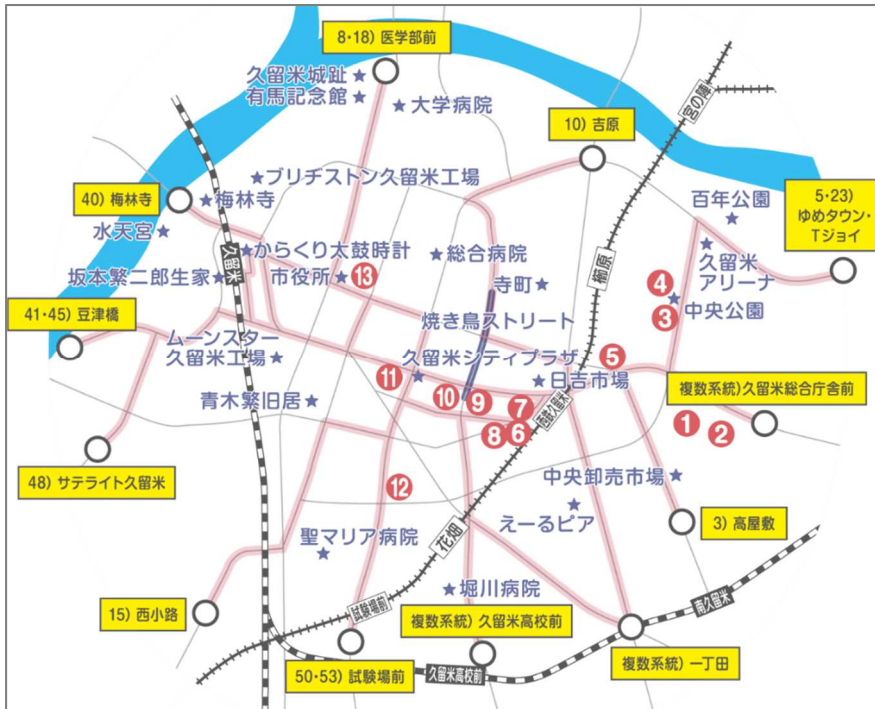 8・18) 医学部前
久留米城趾
有馬記念館
大学病院
宮の陣
10) 吉原
ブリヂストン久留米工場
40) 梅林寺
梅林寺
水天宮
百年公園
5・23)
ゆめタウン・
Tジョイ
久留米
からくり太鼓時計
総合病院
櫛原
久留米
アリーナ
坂本繁二郎生家
市役所
13
寺町
4
中央公園
3
41・45) 豆津橋
焼き鳥ストリート
ムーンスター
久留米工場
久留米シティプラザ
5
11
日吉市場
複数系統) 久留米総合庁舎前
青木繁旧居
10
9
7
西鉄久留米
8
6
1
2
48) サテライト久留米
12
中央卸売市場
えーるピア
3) 高屋敷
聖マリア病院
花畑
堀川病院
試験場前
南久留米
15) 西小路
複数系統) 久留米高校前
50・53) 試験場前
久留米高校前
複数系統) 一丁田